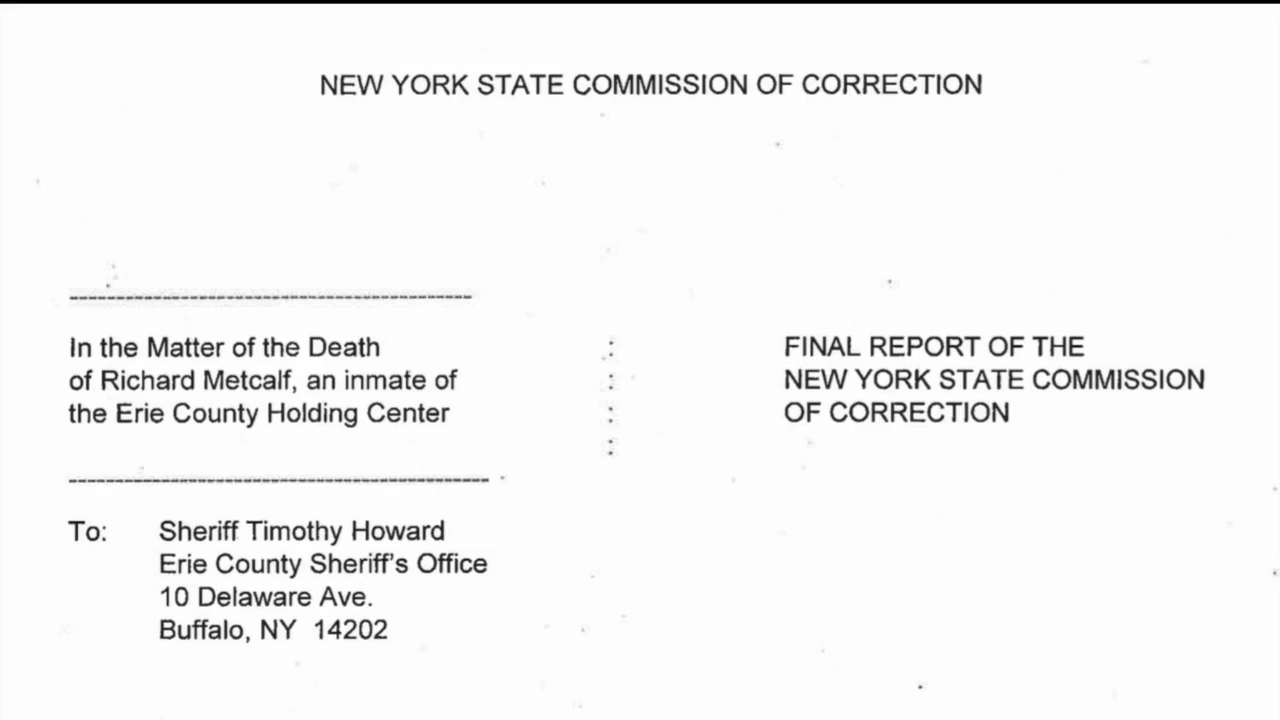 NEW YORK STATE COMMISSION OF CORRECTION
In the Matter of the Death
of Richard Metcalf, an inmate of
the Erie County Holding Center
FINAL REPORT OF THE
NEW YORK STATE COMMISSION
OF CORRECTION
To: Sheriff Timothy Howard
Erie County Sheriff's Office
10 Delaware Ave.
Buffalo, NY 14202